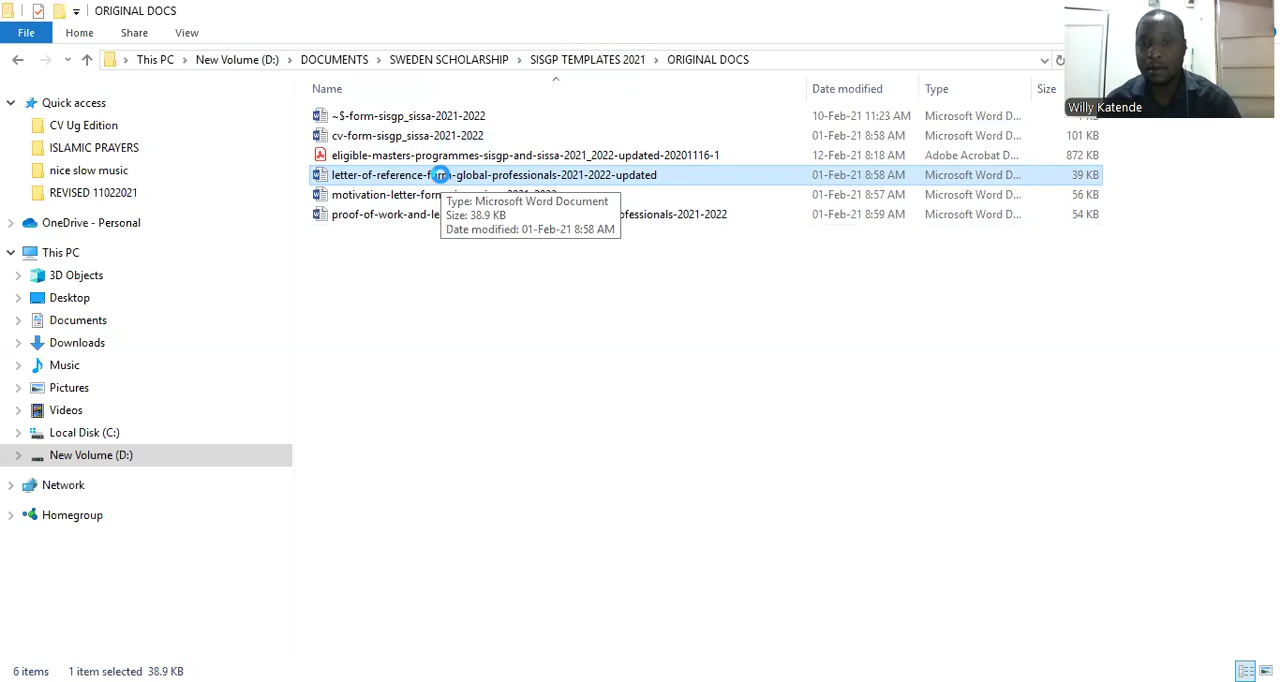 ORIGINAL DOCS
File Home Share View
This PC New Volume (D:) DOCUMENTS SWEDEN SCHOLARSHIP SISGP TEMPLATES 2021 ORIGINAL DOCS
Willy Katende
Name Date modified Type Size
~$-form-sisgp_sissa-2021-2022 10-Feb-21 11:23 AM Microsoft Word D... KB
cv-form-sisgp_sissa-2021-2022 01-Feb-21 8:58 AM Microsoft Word D... 101 KB
eligible-masters-programmes-sisgp-and-sissa-2021_2022-updated-20201116-1 12-Feb-21 8:18 AM Adobe Acrobat D... 872 KB
letter-of-reference-form-global-professionals-2021-2022-updated 01-Feb-21 8:58 AM Microsoft Word D... 39 KB
motivation-letter-form 01-Feb-21 8:57 AM Microsoft Word D... 56 KB
proof-of-work-and-le ofessionals-2021-2022 01-Feb-21 8:59 AM Microsoft Word D... 54 KB
Type: Microsoft Word Document
Size: 38.9 KB
Date modified: 01-Feb-21 8:58 AM
Quick access
CV Ug Edition
ISLAMIC PRAYERS
nice slow music
REVISED 11022021
OneDrive - Personal
This PC
3D Objects
Desktop
Documents
Downloads
Music
Pictures
Videos
Local Disk (C:)
New Volume (D:)
Network
Homegroup
6 items 1 item selected 38.9 KB